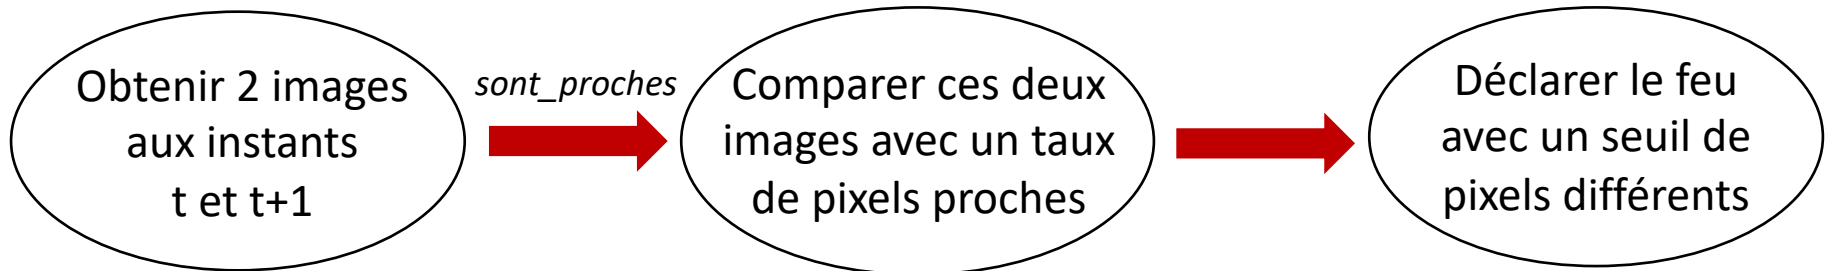 Obtenir 2 images
aux instants
t et t+1
sont_proches
Comparer ces deux
images avec un taux
de pixels proches
Déclarer le feu
avec un seuil de
pixels différents